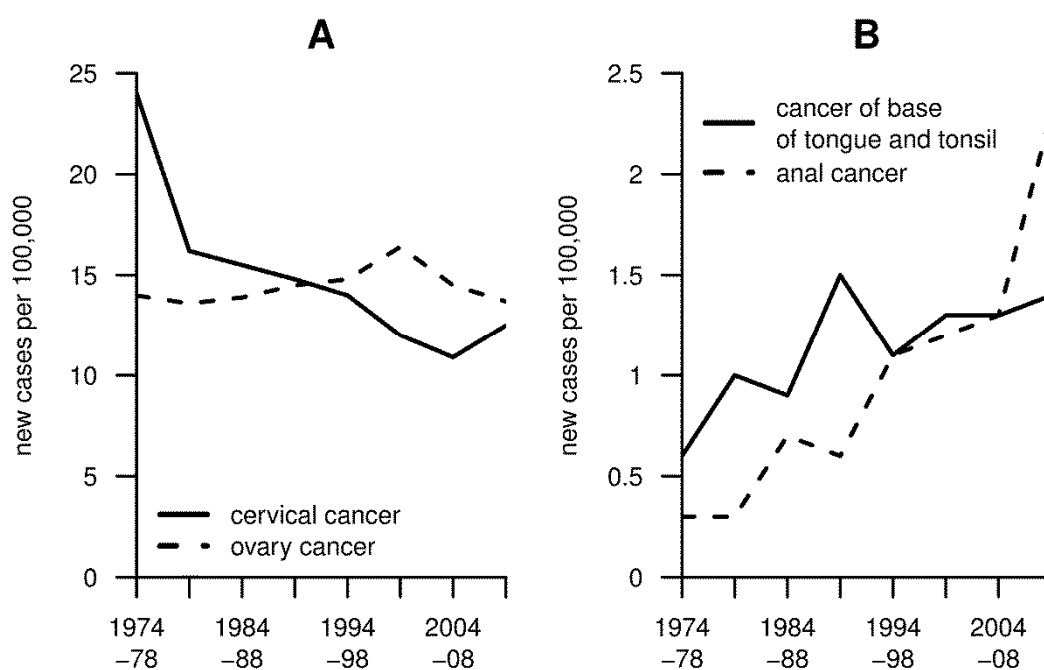 A
25
20
15
10
5
0
new cases per 100,000
cervical cancer
ovary cancer
1974 1984 1994 2004
–78 –88 –98 –08
B
2.5
2
1.5
1
0.5
0
new cases per 100,000
cancer of base
of tongue and tonsil
anal cancer
1974 1984 1994 2004
–78 –88 –98 –08